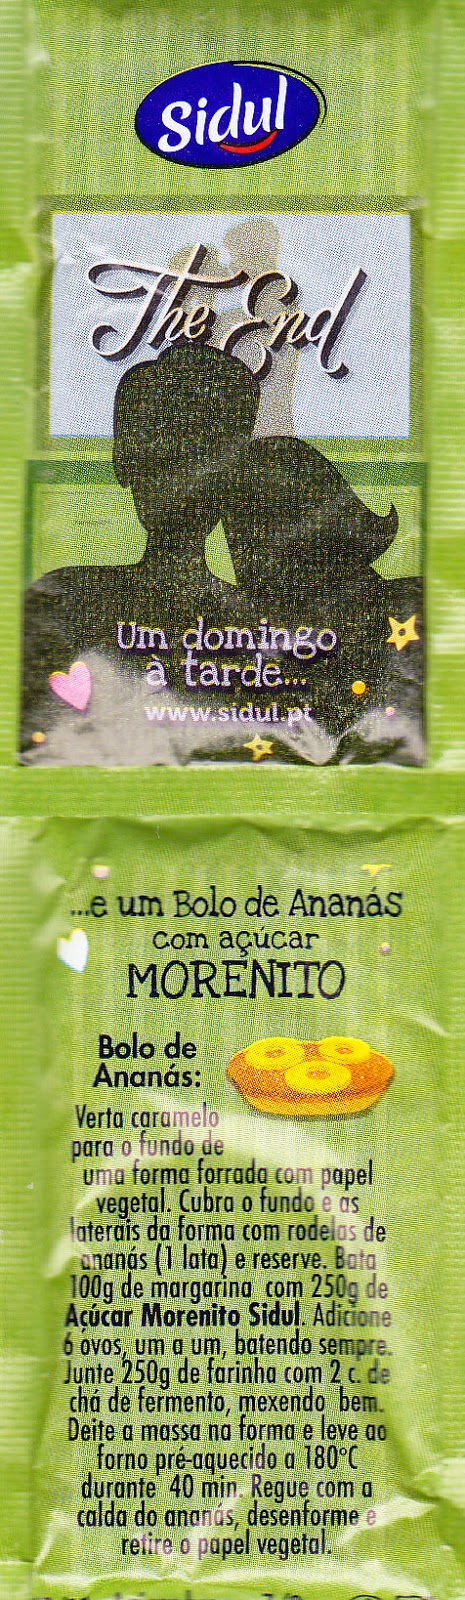 Sidul
The End
Um domingo
à tarde...
www.sidul.pt
...e um Bolo de Ananás
com açúcar
MORENITO
Bolo de
Ananás:
Verta caramelo
para o fundo de
uma forma forrada com papel
vegetal. Cubra o fundo e as
laterais da forma com rodelas de
ananás (1 lata) e reserve. Bata
100g de margarina com 250g de
Açúcar Morenito Sidul. Adicione
6 ovos, um a um, batendo sempre.
Junte 250g de farinha com 2 c. de
chá de fermento, mexendo bem.
Deite a massa na forma e leve ao
forno pré-aquecido a 180°C
durante 40 min. Regue com a
calda do ananás, desenforme e
retire o papel vegetal.